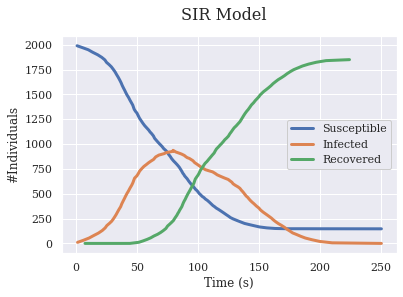 SIR Model
2000
1750
1500
1250
1000
750
500
250
0
#Individuals
Susceptible
Infected
Recovered
0 50 100 150 200 250
Time (s)